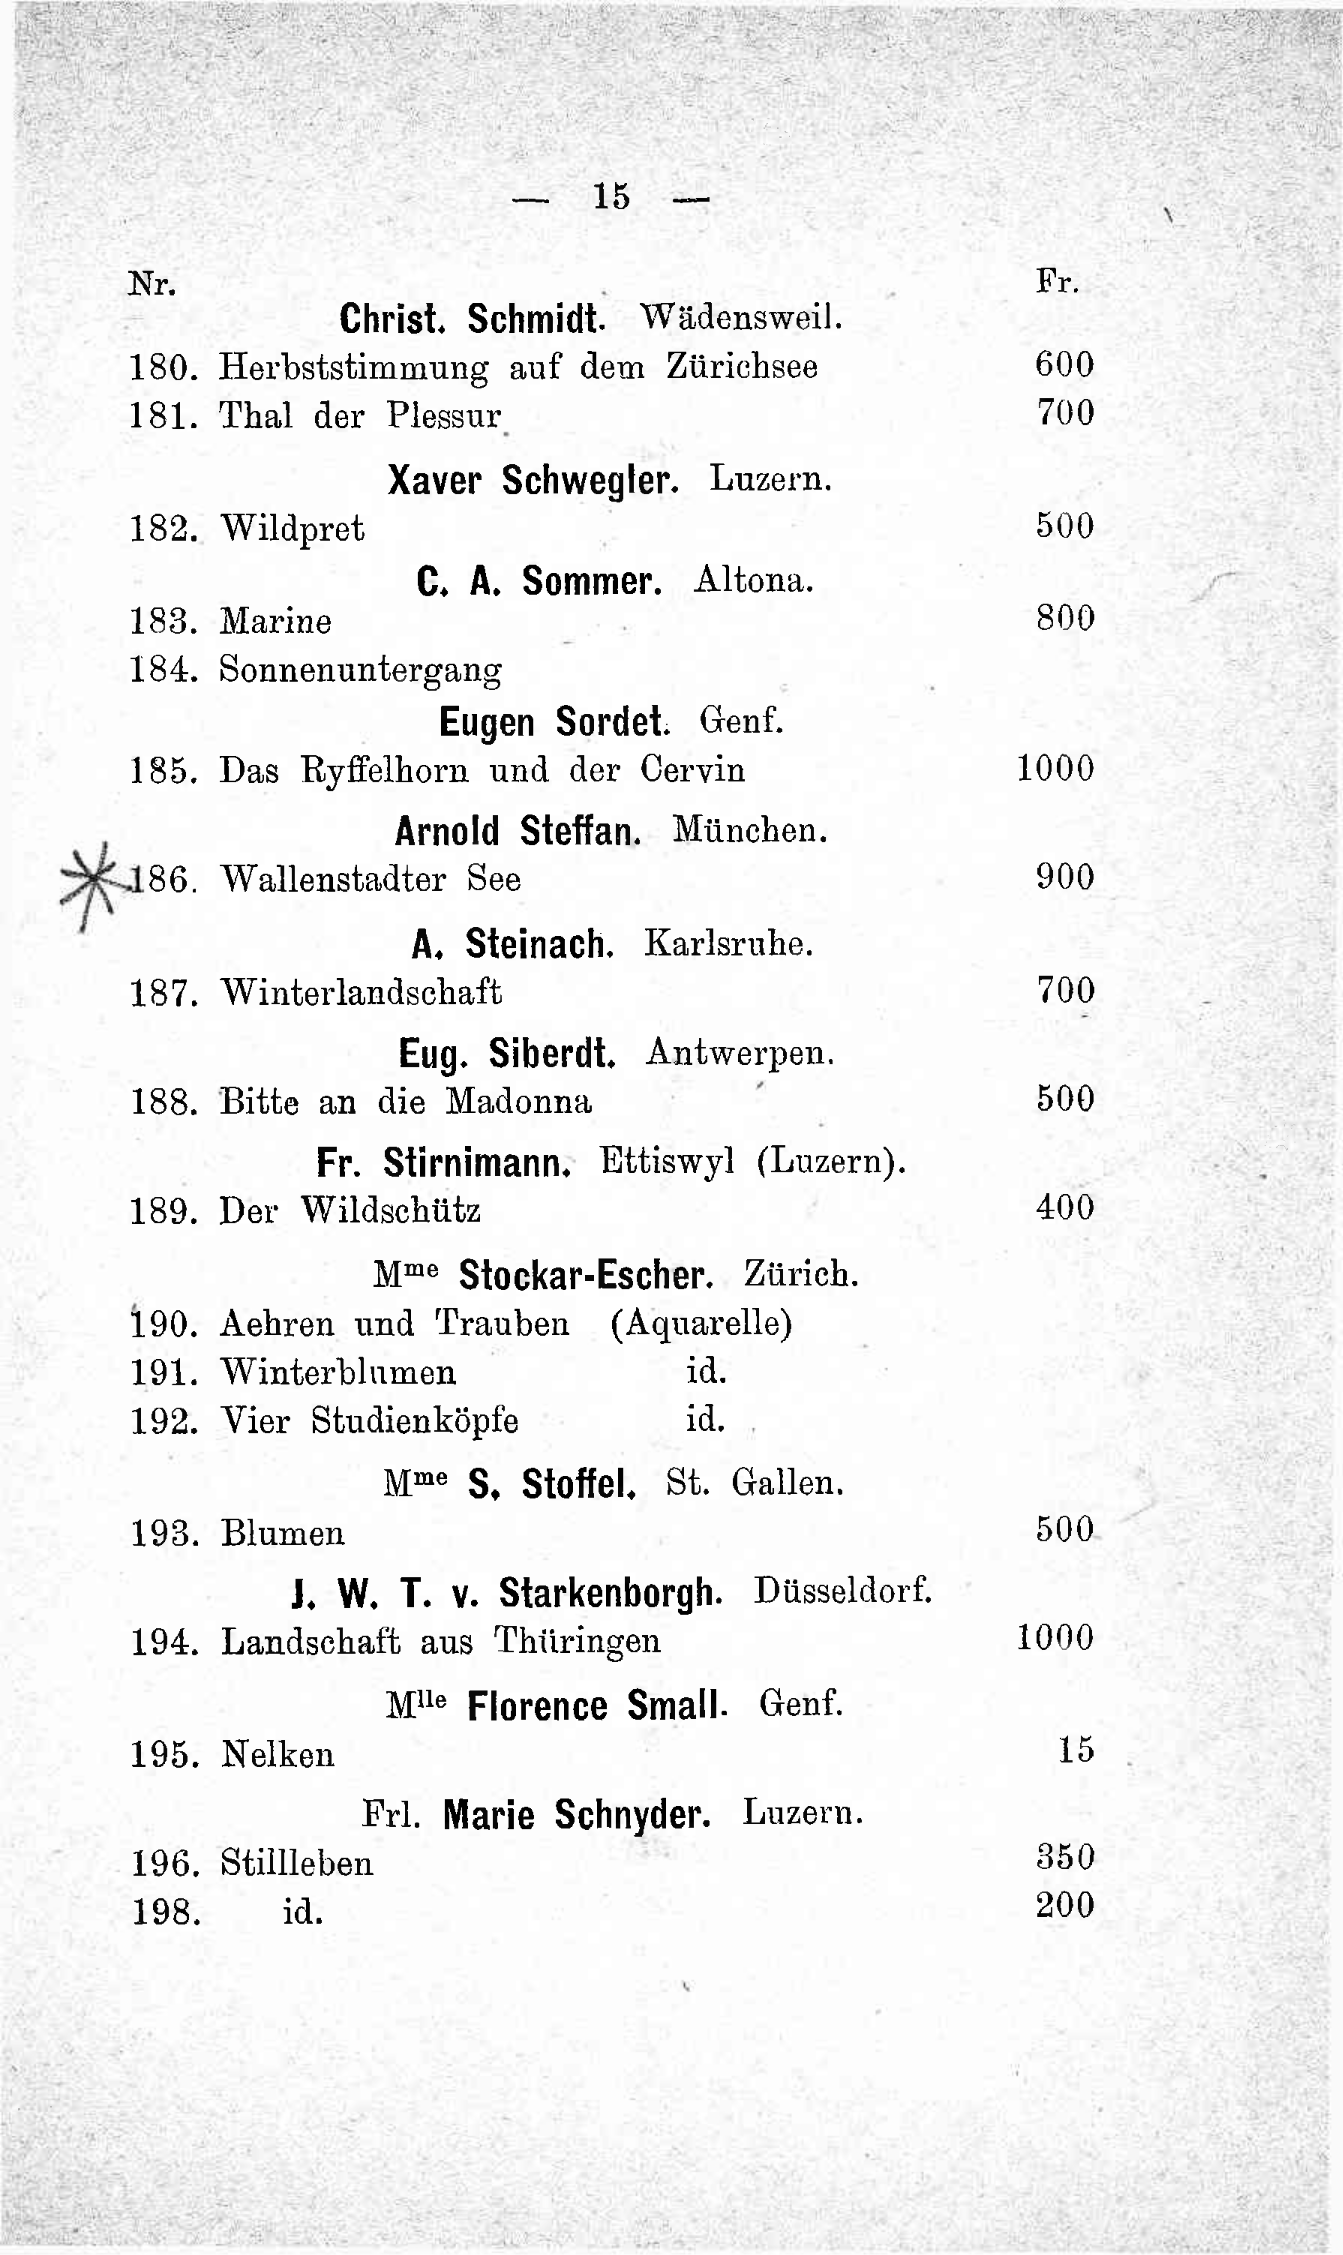 — 15 —
Nr. Fr.
Christ. Schmidt. Wädensweil.
180. Herbststimmung auf dem Zürichsee 600
181. Thal der Plessur 700
Xaver Schwegler. Luzern.
182. Wildpret 500
C. A. Sommer. Altona.
183. Marine 800
184. Sonnenuntergang
Eugen Sordet. Genf.
185. Das Ryffelhorn und der Cervin 1000
Arnold Steffan. München.
186. Wallenstadter See 900
A. Steinach. Karlsruhe.
187. Winterlandschaft 700
Eug. Siberdt. Antwerpen.
188. Bitte an die Madonna 500
Fr. Stirnimann. Ettiswyl (Luzern).
189. Der Wildschütz 400
Mme Stockar-Escher. Zürich.
190. Aehren und Trauben (Aquarelle)
191. Winterblumen id.
192. Vier Studienköpfe id.
Mme S. Stoffel. St. Gallen.
193. Blumen 500
J. W. T. v. Starkenborgh. Düsseldorf.
194. Landschaft aus Thüringen 1000
Mlle Florence Small. Genf.
195. Nelken 15
Frl. Marie Schnyder. Luzern.
196. Stillleben 350
198. id. 200